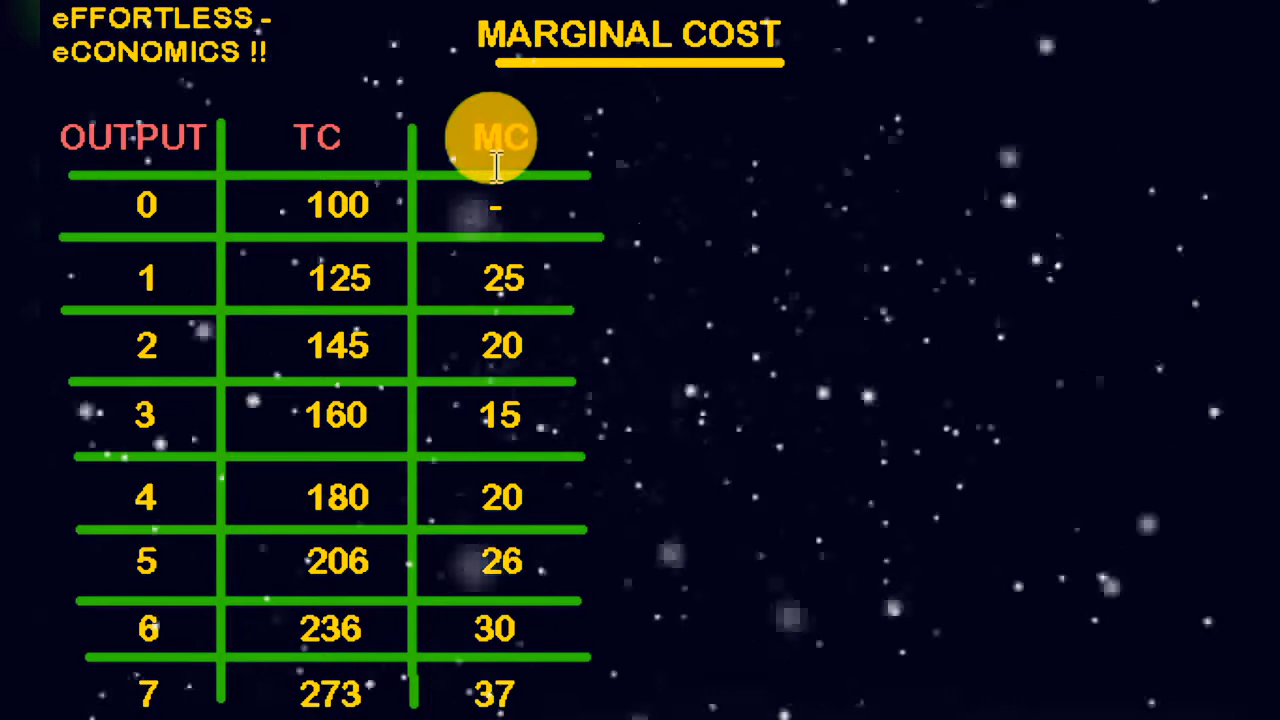 eFFORTLESS -
eCONOMICS !!
MARGINAL COST
OUTPUT TC MC
0 100 -
1 125 25
2 145 20
3 160 15
4 180 20
5 206 26
6 236 30
7 273 37